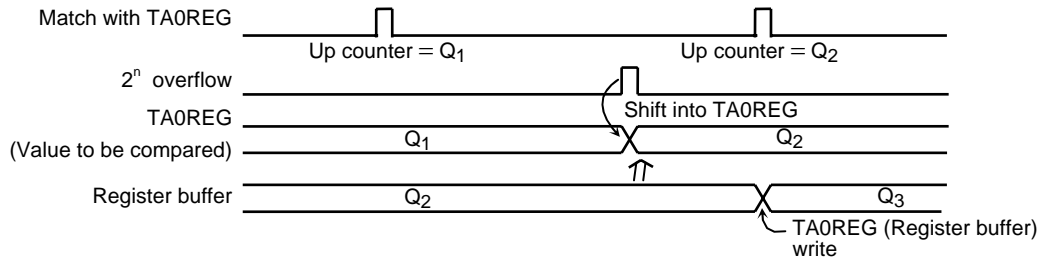 Match with TA0REG
Up counter = Q₁
Up counter = Q₂
2ⁿ overflow
Shift into TA0REG
TA0REG
(Value to be compared)
Q₁
Q₂
Register buffer
Q₂
Q₃
TA0REG (Register buffer)
write